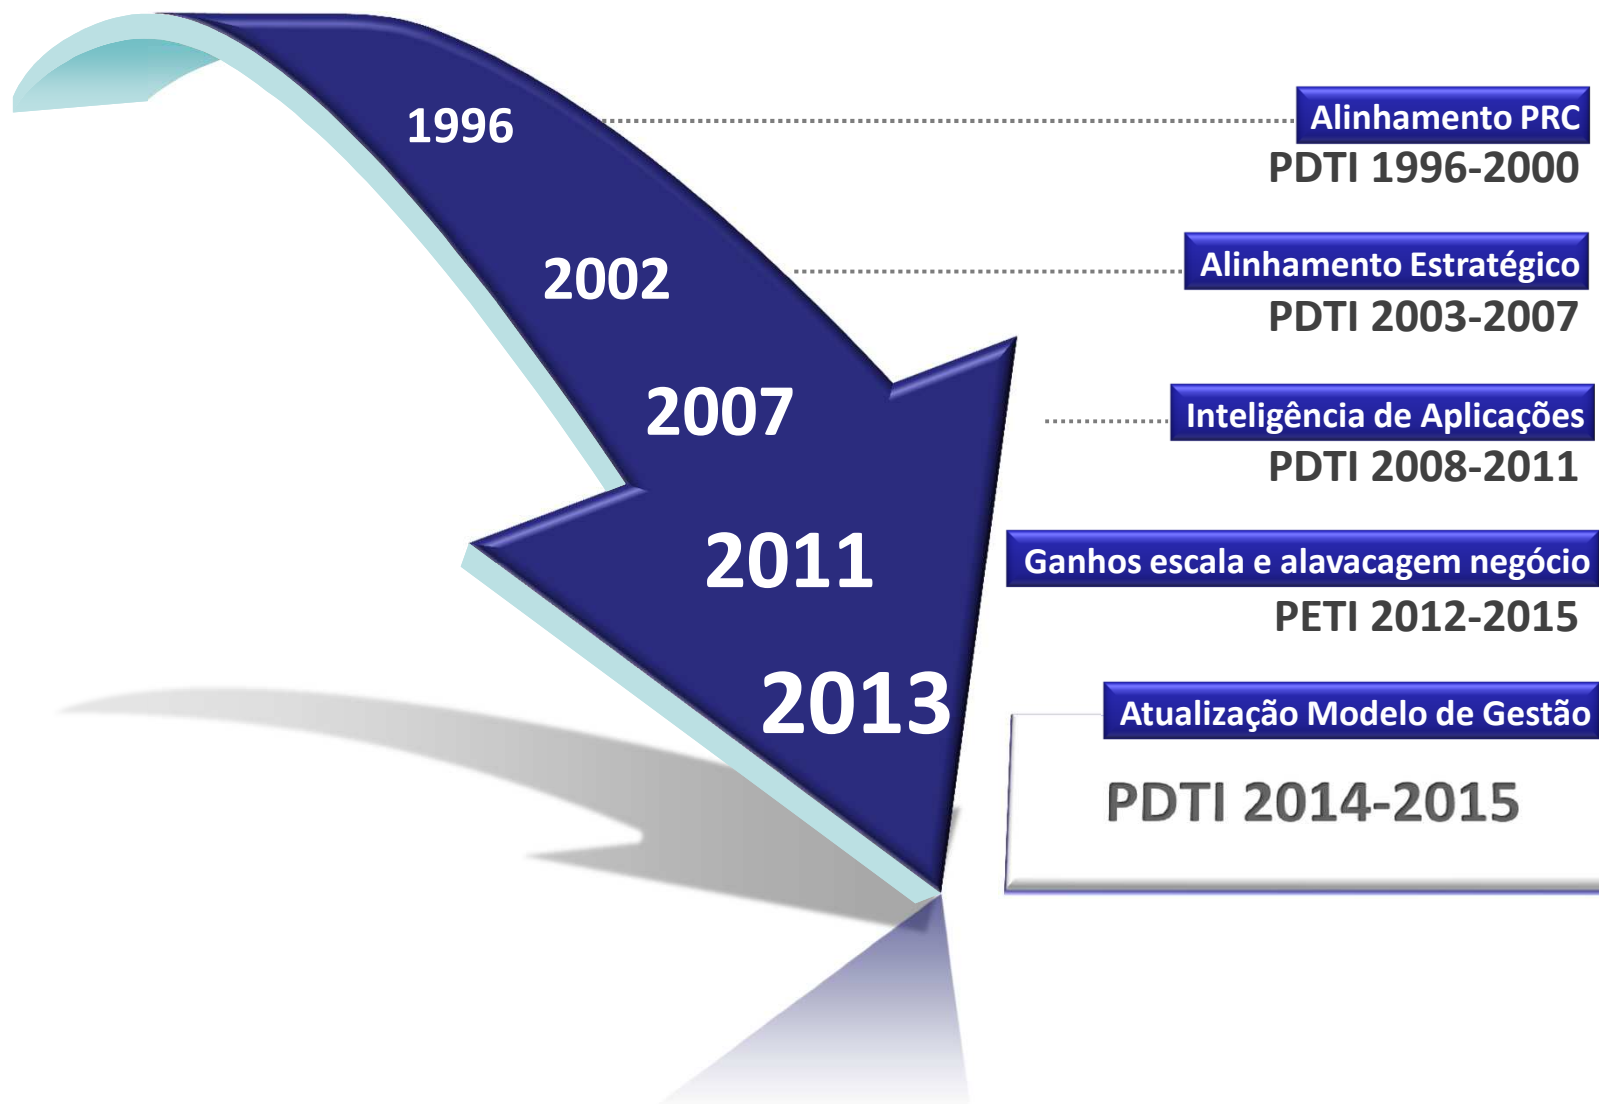 1996
Alinhamento PRC
PDTI 1996-2000
2002
Alinhamento Estratégico
PDTI 2003-2007
2007
Inteligência de Aplicações
PDTI 2008-2011
2011
Ganhos escala e alavacagem negócio
PETI 2012-2015
2013
Atualização Modelo de Gestão
PDTI 2014-2015